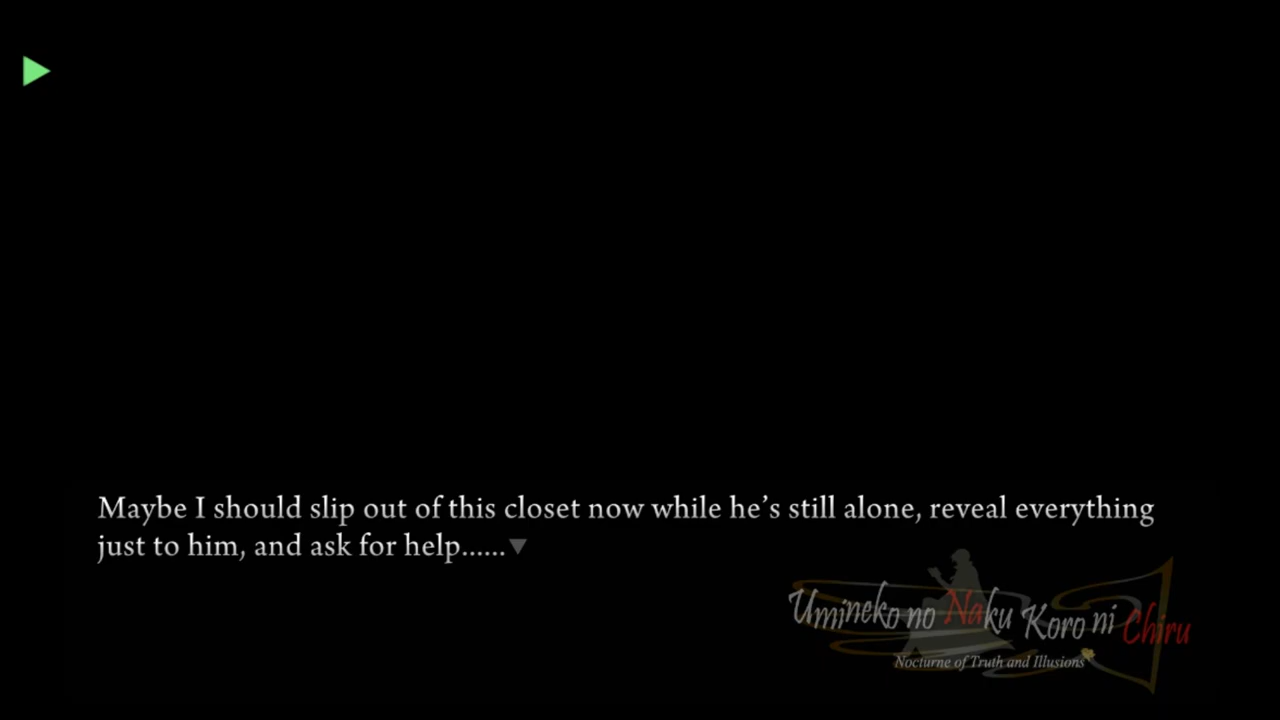 Maybe I should slip out of this closet now while he’s still alone, reveal everything
just to him, and ask for help......
Umineko no Naku Koro ni Chiru
Nocturne of Truth and Illusions